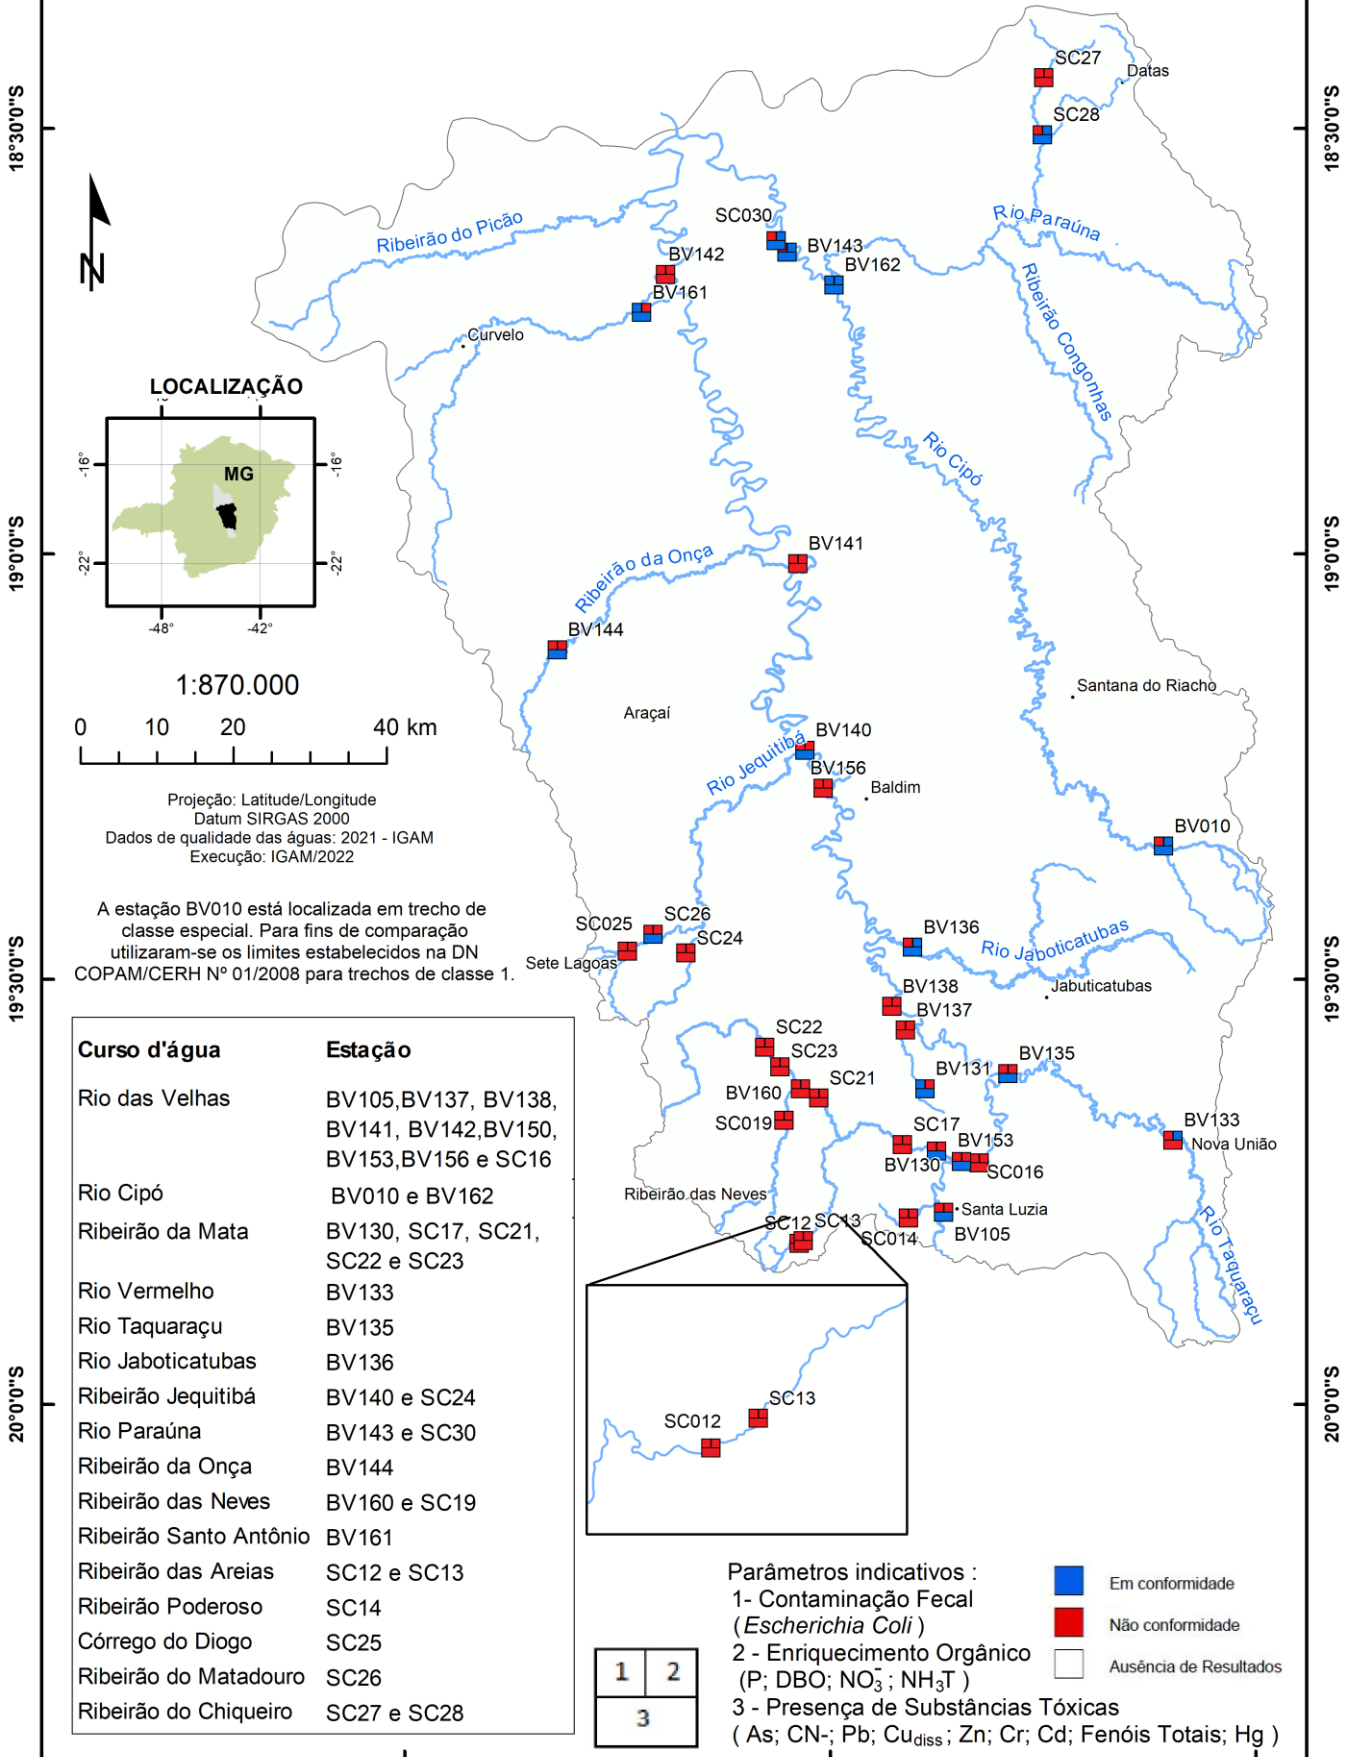 18°30'0"S
18°30'0"S
19°0'0"S
19°0'0"S
19°30'0"S
19°30'0"S
20°0'0"S
20°0'0"S
N
SC27
Datas
SC28
Rio Paraúna
Ribeirão do Picão
SC030
BV143
BV142
BV162
BV161
Ribeirão Congonhas
Curvelo
Rio Cipó
LOCALIZAÇÃO
MG
-16°
-16°
-22°
-22°
-48°
-42°
BV141
Ribeirão da Onça
BV144
1:870.000
0 10 20 40 km
Santana do Riacho
Araçaí
BV140
Rio Jequitibá
BV156
Baldim
Projeção: Latitude/Longitude
Datum SIRGAS 2000
Dados de qualidade das águas: 2021 - IGAM
Execução: IGAM/2022
BV010
A estação BV010 está localizada em trecho de
classe especial. Para fins de comparação
utilizaram-se os limites estabelecidos na DN
COPAM/CERH Nº 01/2008 para trechos de classe 1.
SC025
SC26
SC24
Sete Lagoas
BV136
Rio Jaboticatubas
Jabuticatubas
BV138
BV137
SC22
SC23
BV135
BV131
SC21
BV160
SC019
BV133
Nova União
SC17
BV153
BV130
SC016
Ribeirão das Neves
Santa Luzia
SC12
SC13
SC014
BV105
Rio Taquaraçu
SC13
SC012
Curso d'água Estação
Rio das Velhas BV105,BV137, BV138,
BV141, BV142,BV150,
BV153,BV156 e SC16
Rio Cipó BV010 e BV162
Ribeirão da Mata BV130, SC17, SC21,
SC22 e SC23
Rio Vermelho BV133
Rio Taquaraçu BV135
Rio Jaboticatubas BV136
Ribeirão Jequitibá BV140 e SC24
Rio Paraúna BV143 e SC30
Ribeirão da Onça BV144
Ribeirão das Neves BV160 e SC19
Ribeirão Santo Antônio BV161
Ribeirão das Areias SC12 e SC13
Ribeirão Poderoso SC14
Córrego do Diogo SC25
Ribeirão do Matadouro SC26
Ribeirão do Chiqueiro SC27 e SC28
1 2
3
Parâmetros indicativos :
1- Contaminação Fecal
(Escherichia Coli )
2 - Enriquecimento Orgânico
(P; DBO; NO₃⁻; NH₃T )
3 - Presença de Substâncias Tóxicas
( As; CN-; Pb; Cudiss; Zn; Cr; Cd; Fenóis Totais; Hg )
Em conformidade
Não conformidade
Ausência de Resultados